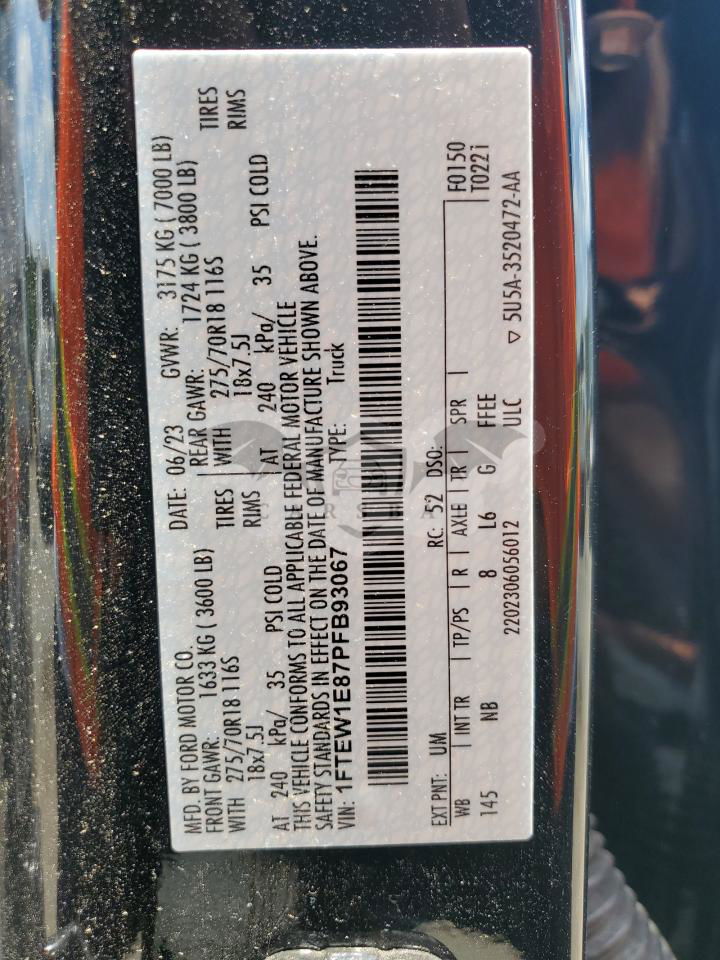 MFD. BY FORD MOTOR CO.
DATE: 06/23
GVWR: 3175 KG ( 7000 LB)
FRONT GAWR: 1633 KG ( 3600 LB)
REAR GAWR: 1724 KG ( 3800 LB)
WITH 275/70R18 116S TIRES
WITH 275/70R18 116S TIRES
18x7.5J RIMS
18x7.5J RIMS
AT 240 kPa/ 35 PSI COLD
AT 240 kPa/ 35 PSI COLD
THIS VEHICLE CONFORMS TO ALL APPLICABLE FEDERAL MOTOR VEHICLE
SAFETY STANDARDS IN EFFECT ON THE DATE OF MANUFACTURE SHOWN ABOVE.
VIN: 1FTEW1E87PFB93067 TYPE: Truck
EXT PNT: UM RC: 52 DSO:
WB INT TR TP/PS R AXLE TR SPR F0150
T0221
145 NB 8 L6 G FFEE
2202306056012 ULC ▽ 5U5A-3520472-AA